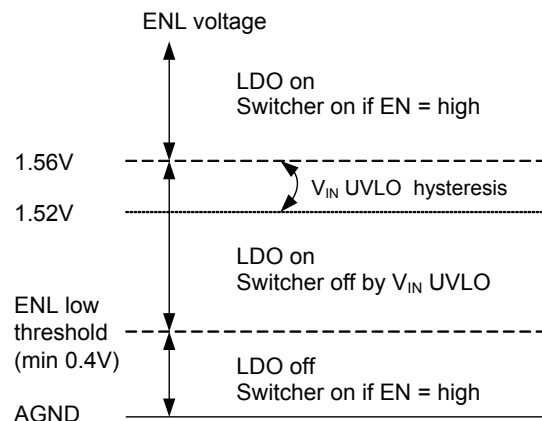 ENL voltage
LDO on
Switcher on if EN = high
1.56V
VIN UVLO hysteresis
1.52V
LDO on
Switcher off by VIN UVLO
ENL low
threshold
(min 0.4V)
LDO off
Switcher on if EN = high
AGND